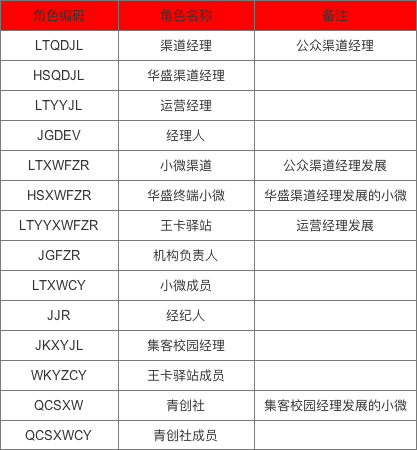 角色编码 角色名称 备注
LTQDJL 渠道经理 公众渠道经理
HSQDJL 华盛渠道经理
LTYYJL 运营经理
JGDEV 经理人
LTXWFZR 小微渠道 公众渠道经理发展
HSXWFZR 华盛终端小微 华盛渠道经理发展的小微
LTYYXWFZR 王卡驿站 运营经理发展
JGFZR 机构负责人
LTXWCY 小微成员
JJR 经纪人
JKXYJL 集客校园经理
WKYZCY 王卡驿站成员
QCSXW 青创社 集客校园经理发展的小微
QCSXWCY 青创社成员